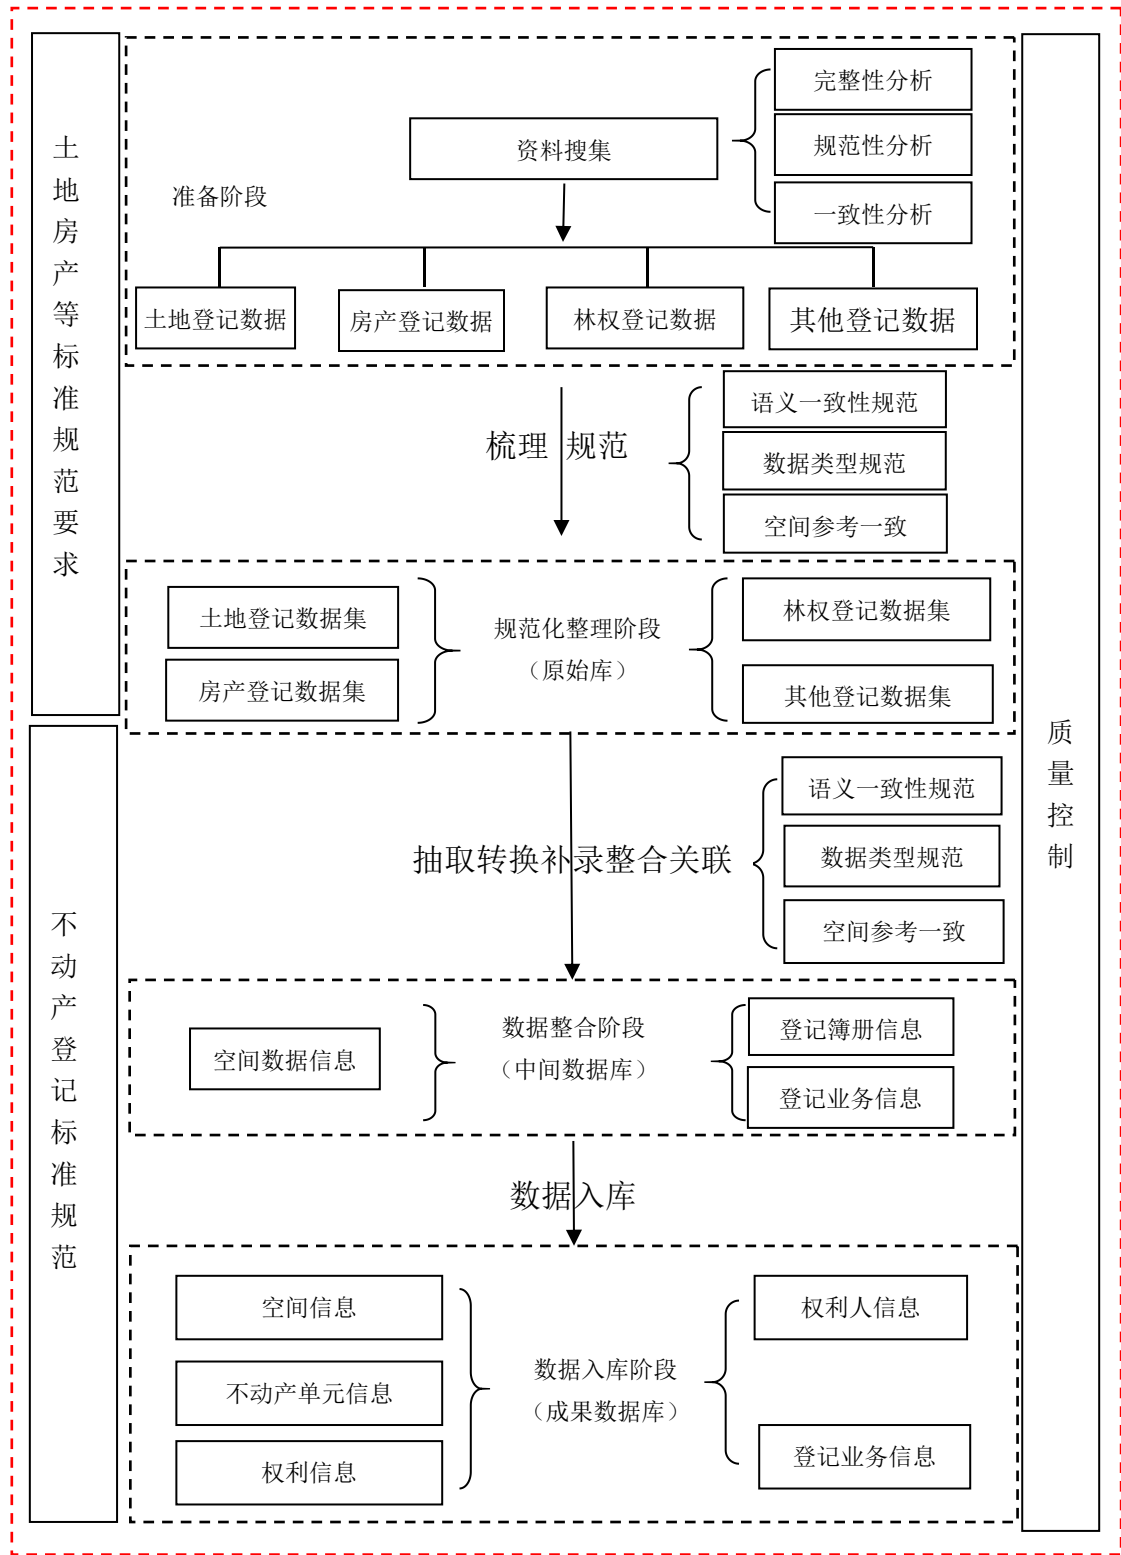 土地房产等标准规范要求
完整性分析
资料搜集
规范性分析
准备阶段
一致性分析
土地登记数据
房产登记数据
林权登记数据
其他登记数据
梳理 规范
语义一致性规范
数据类型规范
空间参考一致
土地登记数据集
房产登记数据集
规范化整理阶段
（原始库）
林权登记数据集
其他登记数据集
质量控制
不动产登记标准规范
抽取转换补录整合关联
语义一致性规范
数据类型规范
空间参考一致
空间数据信息
数据整合阶段
（中间数据库）
登记簿册信息
登记业务信息
数据入库
空间信息
不动产单元信息
权利信息
数据入库阶段
（成果数据库）
权利人信息
登记业务信息